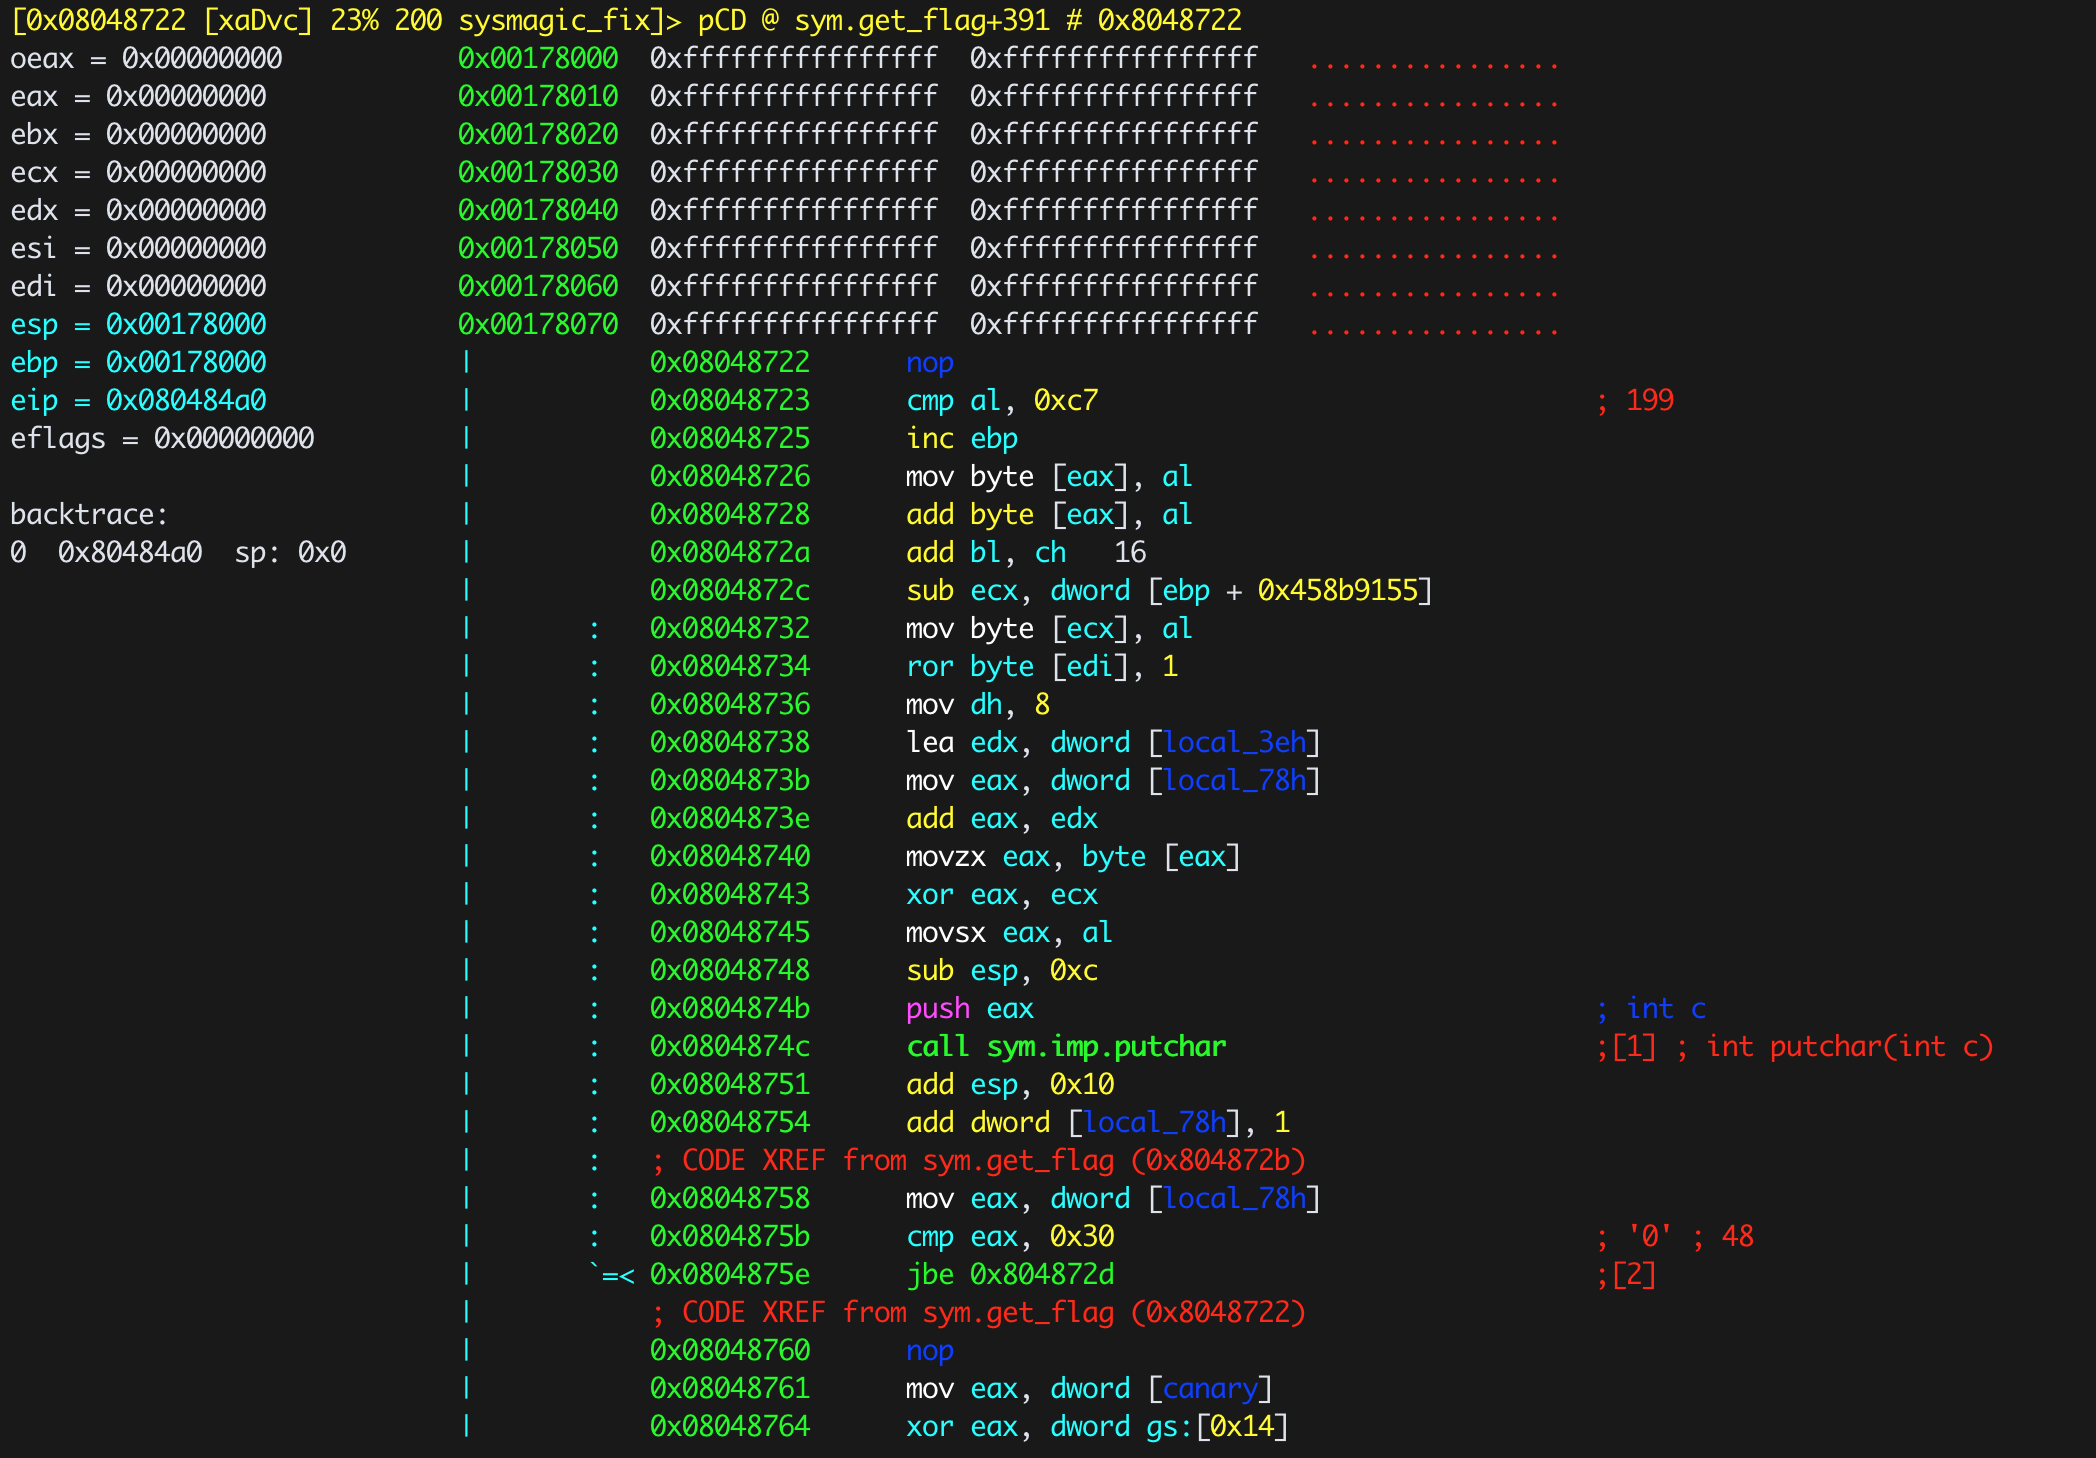 [0x08048722 [xaDvc] 23% 200 sysmagic_fix]> pCD @ sym.get_flag+391 # 0x8048722
oeax = 0x00000000 0x00178000 0xffffffffffffffff 0xffffffffffffffff ................
eax = 0x00000000 0x00178010 0xffffffffffffffff 0xffffffffffffffff ................
ebx = 0x00000000 0x00178020 0xffffffffffffffff 0xffffffffffffffff ................
ecx = 0x00000000 0x00178030 0xffffffffffffffff 0xffffffffffffffff ................
edx = 0x00000000 0x00178040 0xffffffffffffffff 0xffffffffffffffff ................
esi = 0x00000000 0x00178050 0xffffffffffffffff 0xffffffffffffffff ................
edi = 0x00000000 0x00178060 0xffffffffffffffff 0xffffffffffffffff ................
esp = 0x00178000 0x00178070 0xffffffffffffffff 0xffffffffffffffff ................
ebp = 0x00178000 | 0x08048722 nop
eip = 0x080484a0 | 0x08048723 cmp al, 0xc7 ; 199
eflags = 0x00000000 | 0x08048725 inc ebp
| 0x08048726 mov byte [eax], al
backtrace: | 0x08048728 add byte [eax], al
0 0x80484a0 sp: 0x0 | 0x0804872a add bl, ch 16
| 0x0804872c sub ecx, dword [ebp + 0x458b9155]
| : 0x08048732 mov byte [ecx], al
| : 0x08048734 ror byte [edi], 1
| : 0x08048736 mov dh, 8
| : 0x08048738 lea edx, dword [local_3eh]
| : 0x0804873b mov eax, dword [local_78h]
| : 0x0804873e add eax, edx
| : 0x08048740 movzx eax, byte [eax]
| : 0x08048743 xor eax, ecx
| : 0x08048745 movsx eax, al
| : 0x08048748 sub esp, 0xc
| : 0x0804874b push eax ; int c
| : 0x0804874c call sym.imp.putchar ;[1] ; int putchar(int c)
| : 0x08048751 add esp, 0x10
| : 0x08048754 add dword [local_78h], 1
| : ; CODE XREF from sym.get_flag (0x804872b)
| : 0x08048758 mov eax, dword [local_78h]
| : 0x0804875b cmp eax, 0x30 ; '0' ; 48
| `=< 0x0804875e jbe 0x804872d ;[2]
| ; CODE XREF from sym.get_flag (0x8048722)
| 0x08048760 nop
| 0x08048761 mov eax, dword [canary]
| 0x08048764 xor eax, dword gs:[0x14]